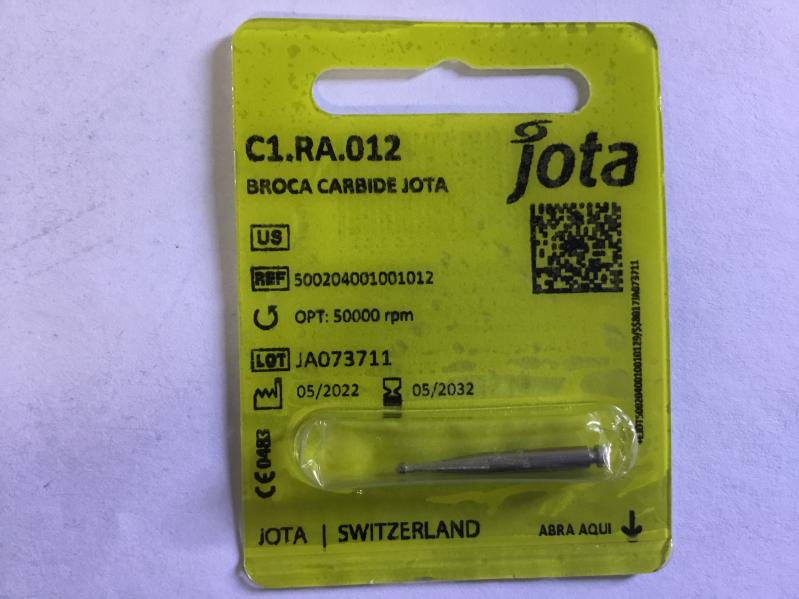 C1.RA.012
jota
BROCA CARBIDE JOTA
US
REF 500204001001012
OPT: 50000 rpm
LOT JA073711
05/2022 05/2032
CE 0483
JOTA | SWITZERLAND
ABRA AQUI